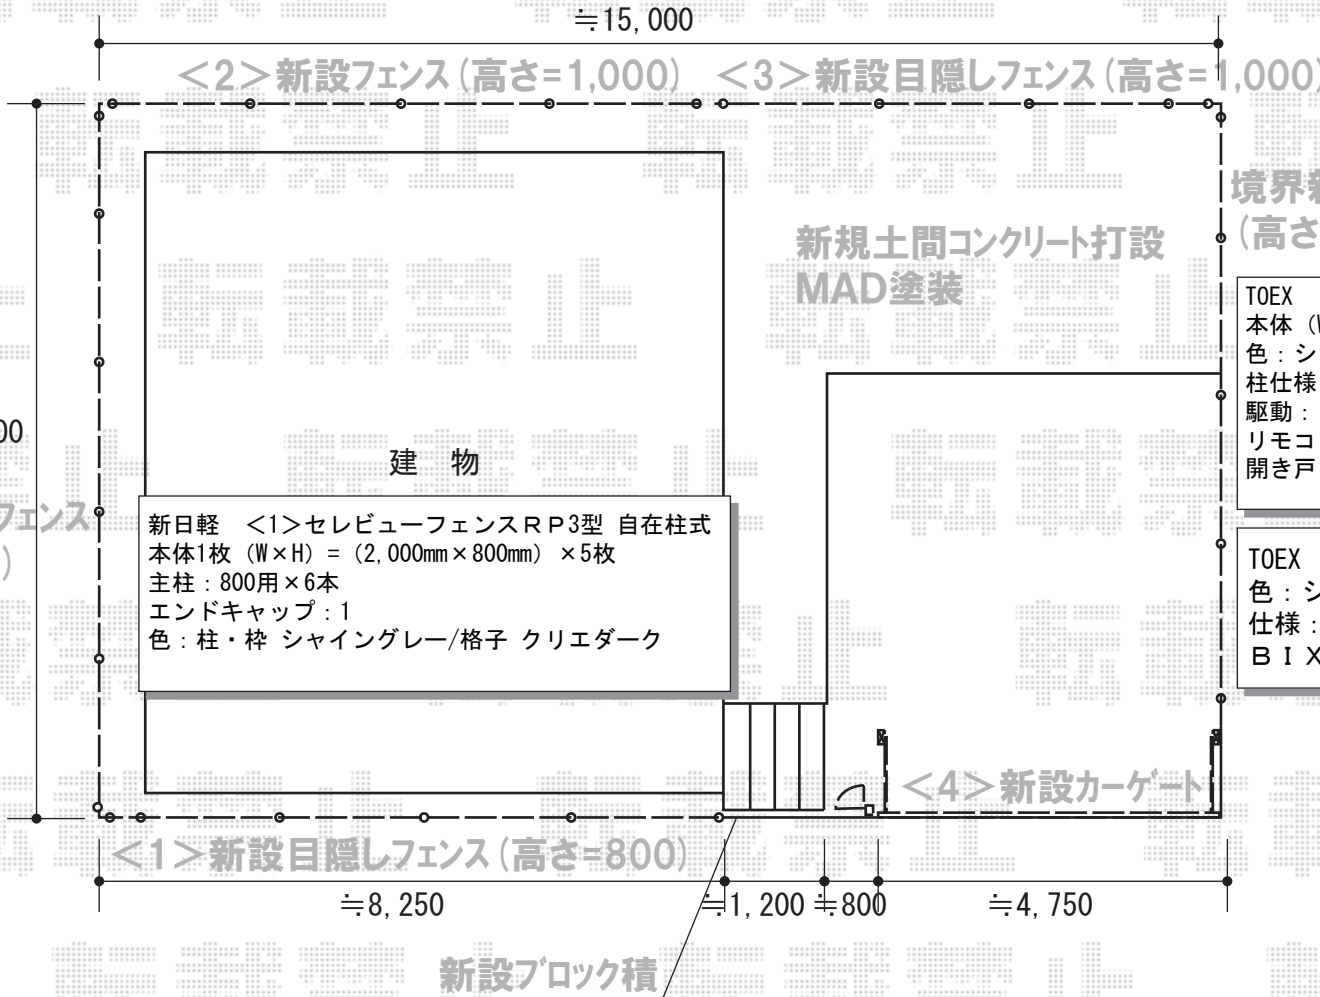 ≒15,000
<2>新設フェンス(高さ=1,000)
<3>新設目隠しフェンス(高さ=1,000)
転載禁止
境界新
(高さ
新規土間コンクリート打設
MAD塗装
TOEX
本体(W
色:シ
柱仕様
駆動:
リモコ
開き戸
00
建 物
フェンス
)
新日軽 <1>セレビューフェンスRP3型 自在柱式
本体1枚(W×H)=(2,000mm×800mm)×5枚
主柱:800用×6本
エンドキャップ:1
色:柱・枠 シャイングレー/格子 クリエダーク
TOEX
色:シ
仕様:
BIX
<4>新設カーゲート
<1>新設目隠しフェンス(高さ=800)
≒8,250
≒1,200
≒800
≒4,750
新設ブロック積